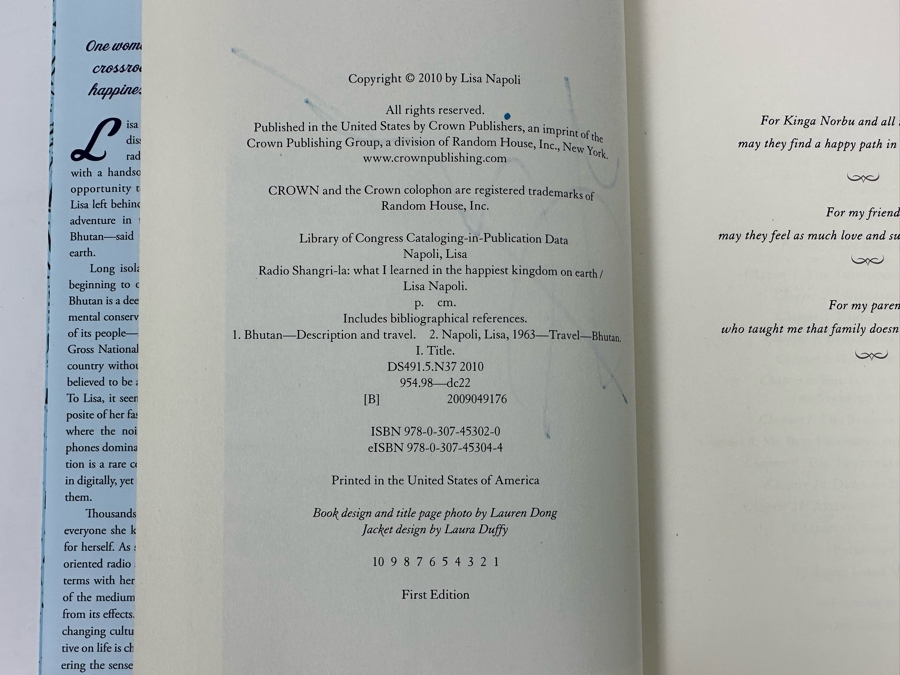 One wom
crossro
happine
Lisa
dis
rad
with a handso
opportunity t
Lisa left behind
adventure in
Bhutan—said
earth.
Long isola
beginning to
Bhutan is a dee
mental conserv
of its people—
Gross National
country withou
believed to be
To Lisa, it seem
posite of her fas
where the noi
phones domina
tion is a rare co
in digitally, yet
them.
Thousands
everyone she k
for herself. As
oriented radio
terms with her
of the medium
from its effects.
changing cultu
tive on life is ch
ering the sense
Copyright © 2010 by Lisa Napoli
All rights reserved.
Published in the United States by Crown Publishers, an imprint of the
Crown Publishing Group, a division of Random House, Inc., New York.
www.crownpublishing.com
CROWN and the Crown colophon are registered trademarks of
Random House, Inc.
Library of Congress Cataloging-in-Publication Data
Napoli, Lisa
Radio Shangri-la: what I learned in the happiest kingdom on earth /
Lisa Napoli.
p. cm.
Includes bibliographical references.
1. Bhutan—Description and travel. 2. Napoli, Lisa, 1963—Travel—Bhutan.
I. Title.
DS491.5.N37 2010
954.98—dc22
[B] 2009049176
ISBN 978-0-307-45302-0
eISBN 978-0-307-45304-4
Printed in the United States of America
Book design and title page photo by Lauren Dong
Jacket design by Laura Duffy
10 9 8 7 6 5 4 3 2 1
First Edition
For Kinga Norbu and all
may they find a happy path in
For my friend
may they feel as much love and su
For my paren
who taught me that family doesn